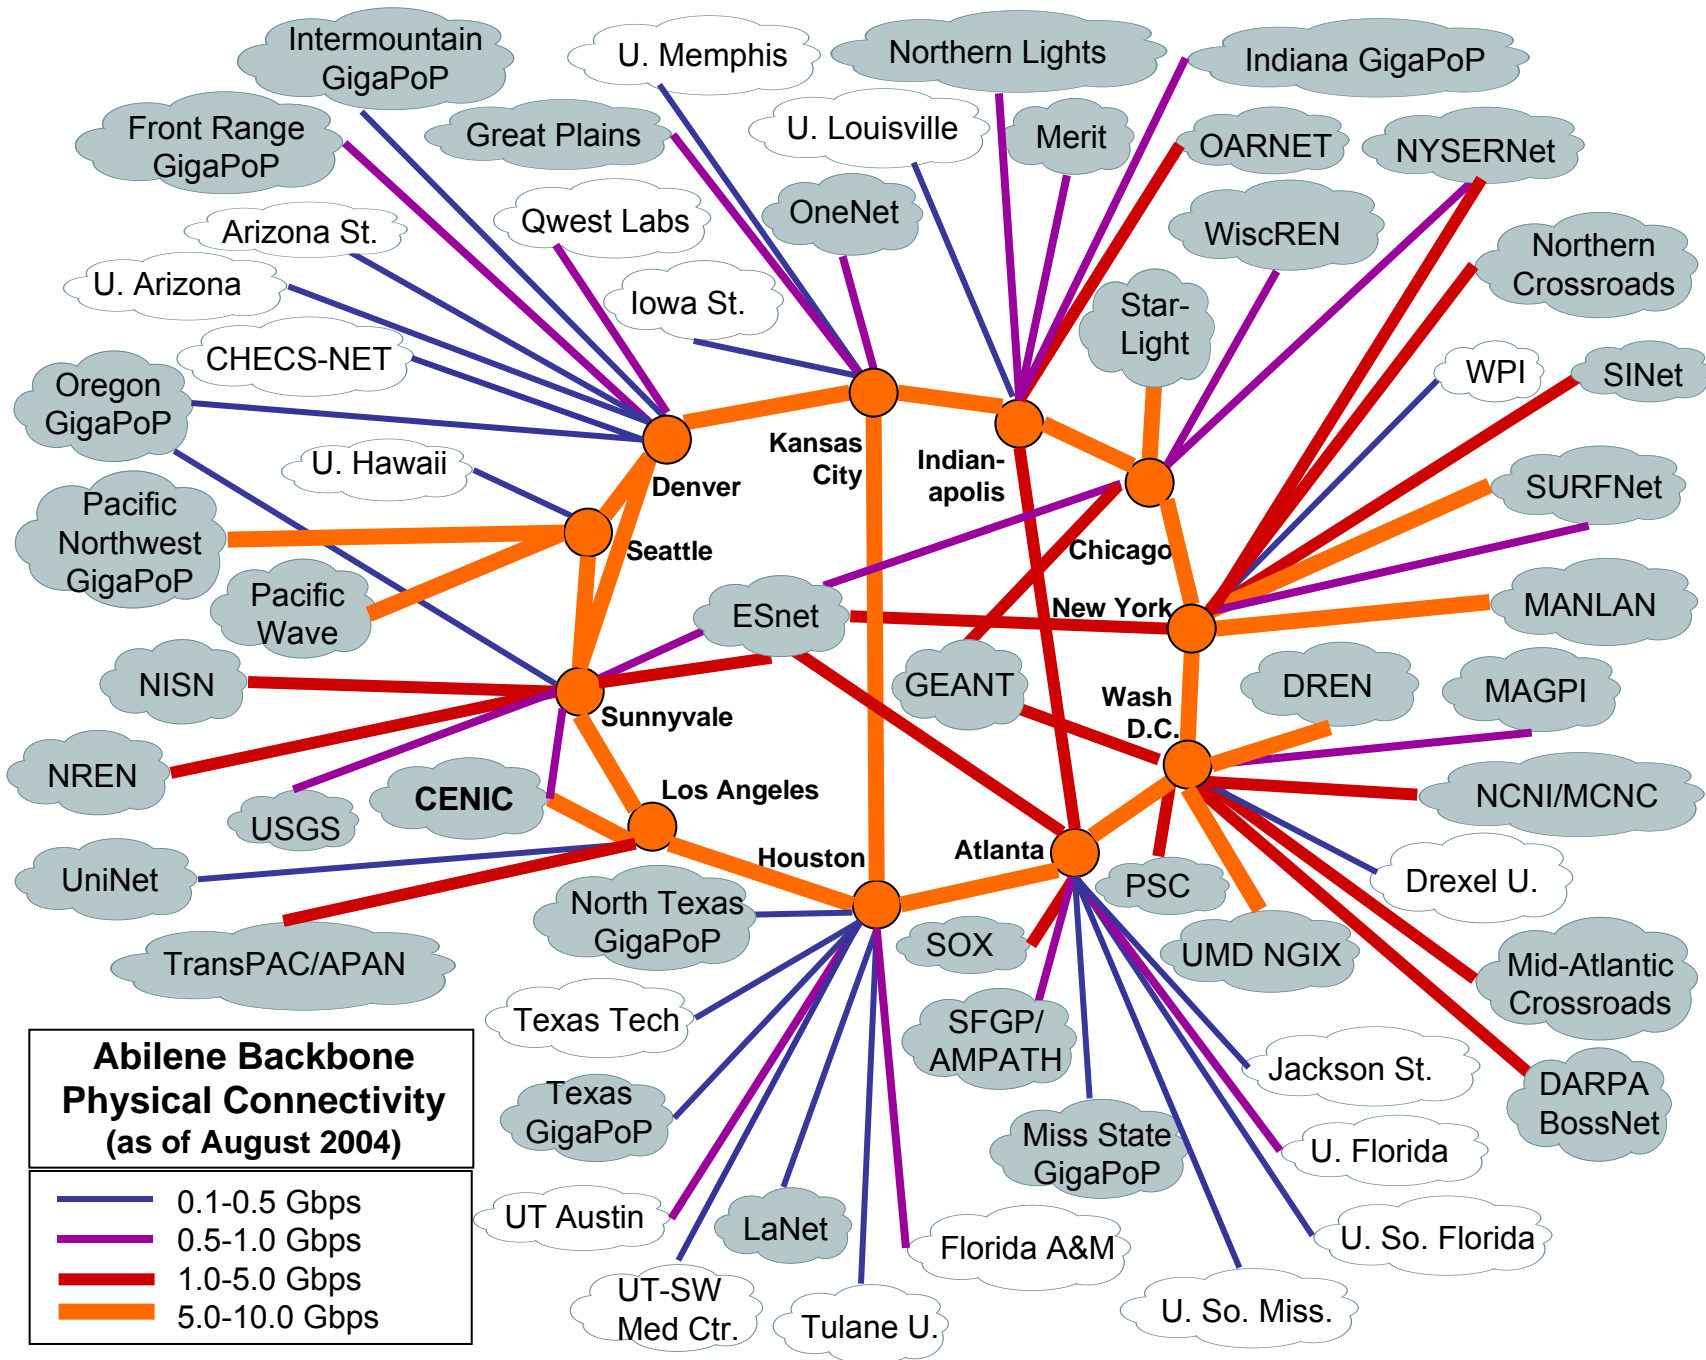 Intermountain
GigaPoP
U. Memphis
Northern Lights
Indiana GigaPoP
Front Range
GigaPoP
Great Plains
U. Louisville
Merit
OARNET
NYSERNet
Arizona St.
Qwest Labs
OneNet
WiscREN
Northern
Crossroads
U. Arizona
Iowa St.
Star-
Light
CHECS-NET
Oregon
GigaPoP
WPI
SINet
U. Hawaii
Kansas
City
Indian-
apolis
Denver
SURFNet
Pacific
Northwest
GigaPoP
Seattle
Chicago
Pacific
Wave
ESnet
New York
MANLAN
NISN
GEANT
Wash
D.C.
DREN
MAGPI
Sunnyvale
NREN
USGS
CENIC
Los Angeles
NCNI/MCNC
UniNet
Houston
Atlanta
PSC
Drexel U.
North Texas
GigaPoP
SOX
UMD NGIX
TransPAC/APAN
Mid-Atlantic
Crossroads
Texas Tech
SFGP/
AMPATH
Jackson St.
DARPA
BossNet
Texas
GigaPoP
Miss State
GigaPoP
U. Florida
UT Austin
LaNet
Florida A&M
U. So. Florida
UT-SW
Med Ctr.
Tulane U.
U. So. Miss.
Abilene Backbone
Physical Connectivity
(as of August 2004)
0.1-0.5 Gbps
0.5-1.0 Gbps
1.0-5.0 Gbps
5.0-10.0 Gbps